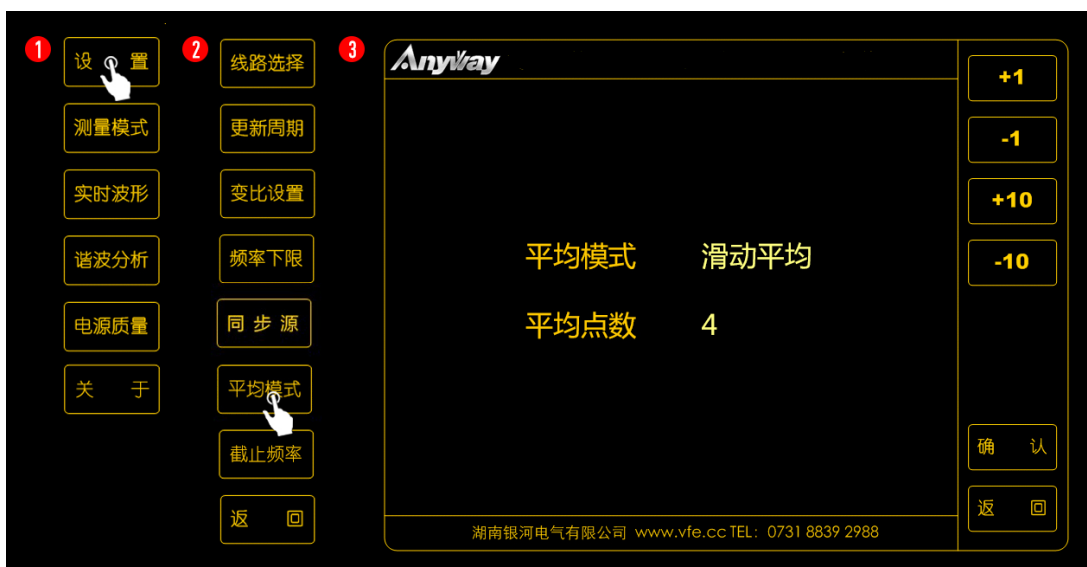 1
设 置
测量模式
实时波形
谐波分析
电源质量
关 于
2
线路选择
更新周期
变比设置
频率下限
同 步 源
平均模式
截止频率
返 回
3
AnyWay
平均模式 滑动平均
平均点数 4
湖南银河电气有限公司 www.vfe.cc TEL: 0731 8839 2988
+1
-1
+10
-10
确 认
返 回